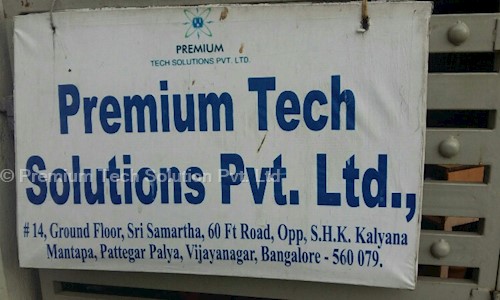 PREMIUM
TECH SOLUTIONS PVT. LTD.
Premium Tech
© Premium Tech Solution Pvt. Ltd
Solutions Pvt. Ltd.,
# 14, Ground Floor, Sri Samartha, 60 Ft Road, Opp, S.H.K. Kalyana
Mantapa, Pattegar Palya, Vijayanagar, Bangalore - 560 079.